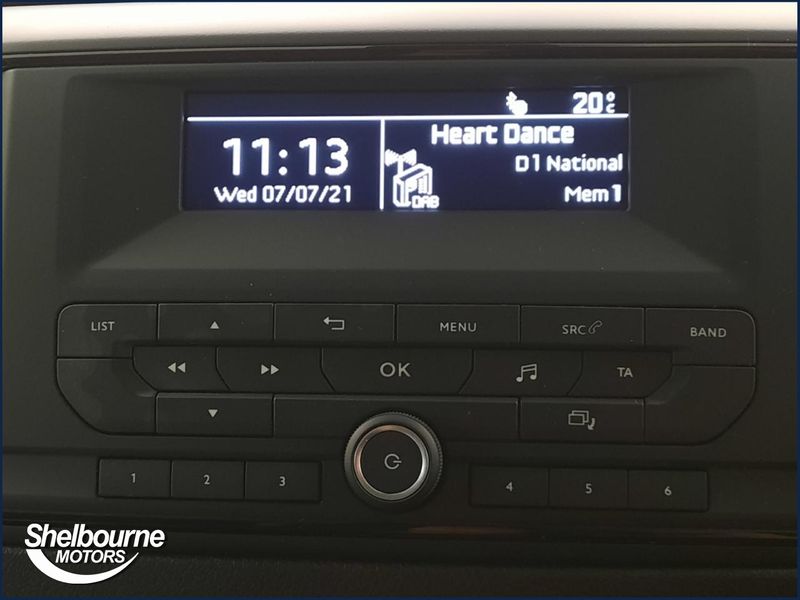 20°C
11:13
Wed 07/07/21
Heart Dance
D1 National
Mem 1
DAB
LIST
MENU
SRC
BAND
OK
TA
1 2 3
4 5 6
Shelbourne
MOTORS